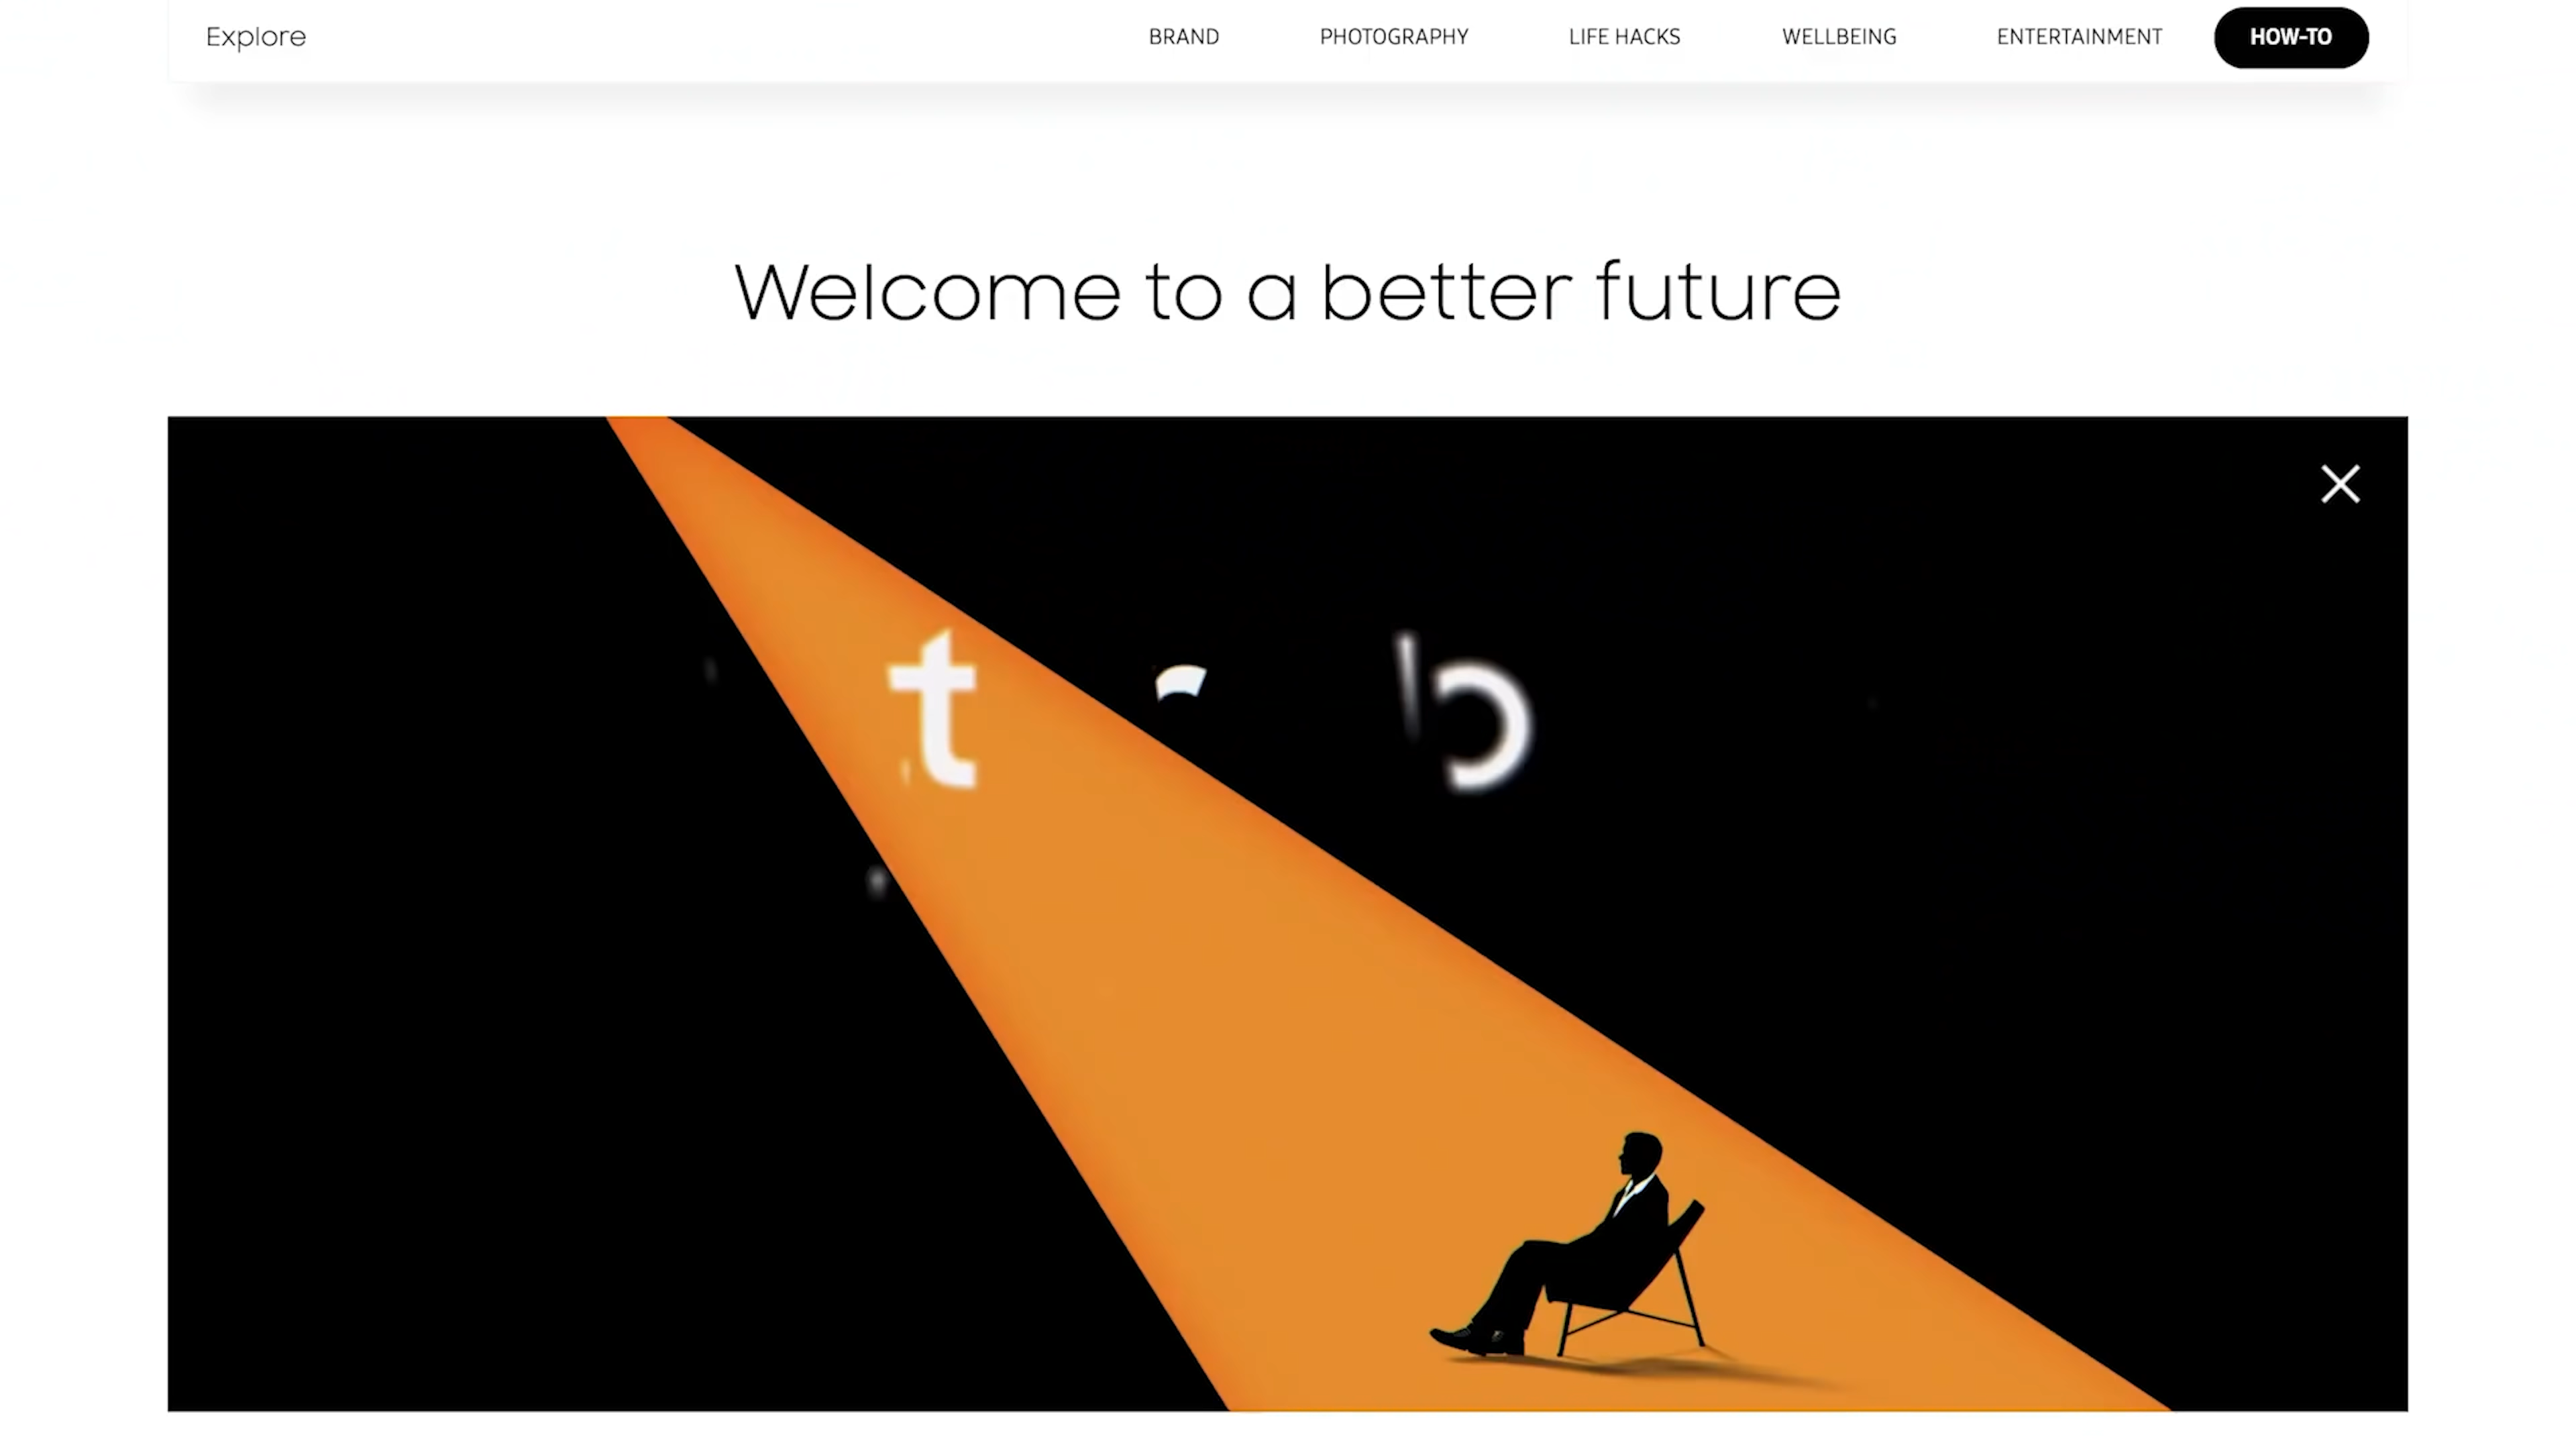 Explore BRAND PHOTOGRAPHY LIFE HACKS WELLBEING ENTERTAINMENT HOW-TO
Welcome to a better future
t b